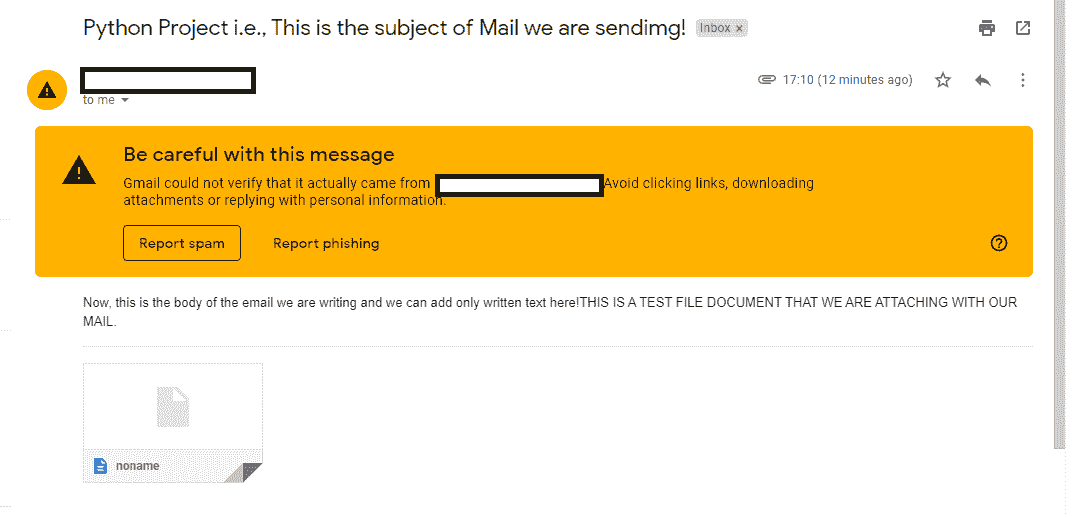 Python Project i.e., This is the subject of Mail we are sendimg! Inbox ×
17:10 (12 minutes ago)
to me
Be careful with this message
Gmail could not verify that it actually came from Avoid clicking links, downloading
attachments or replying with personal information.
Report spam Report phishing
Now, this is the body of the email we are writing and we can add only written text here!THIS IS A TEST FILE DOCUMENT THAT WE ARE ATTACHING WITH OUR
MAIL.
noname